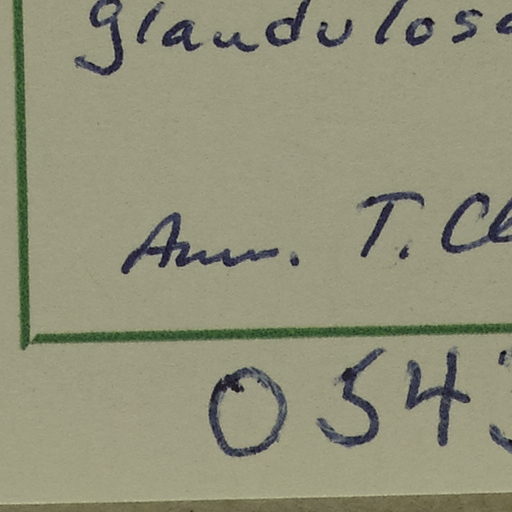 glandulosa
Ann. T. Cl
0543